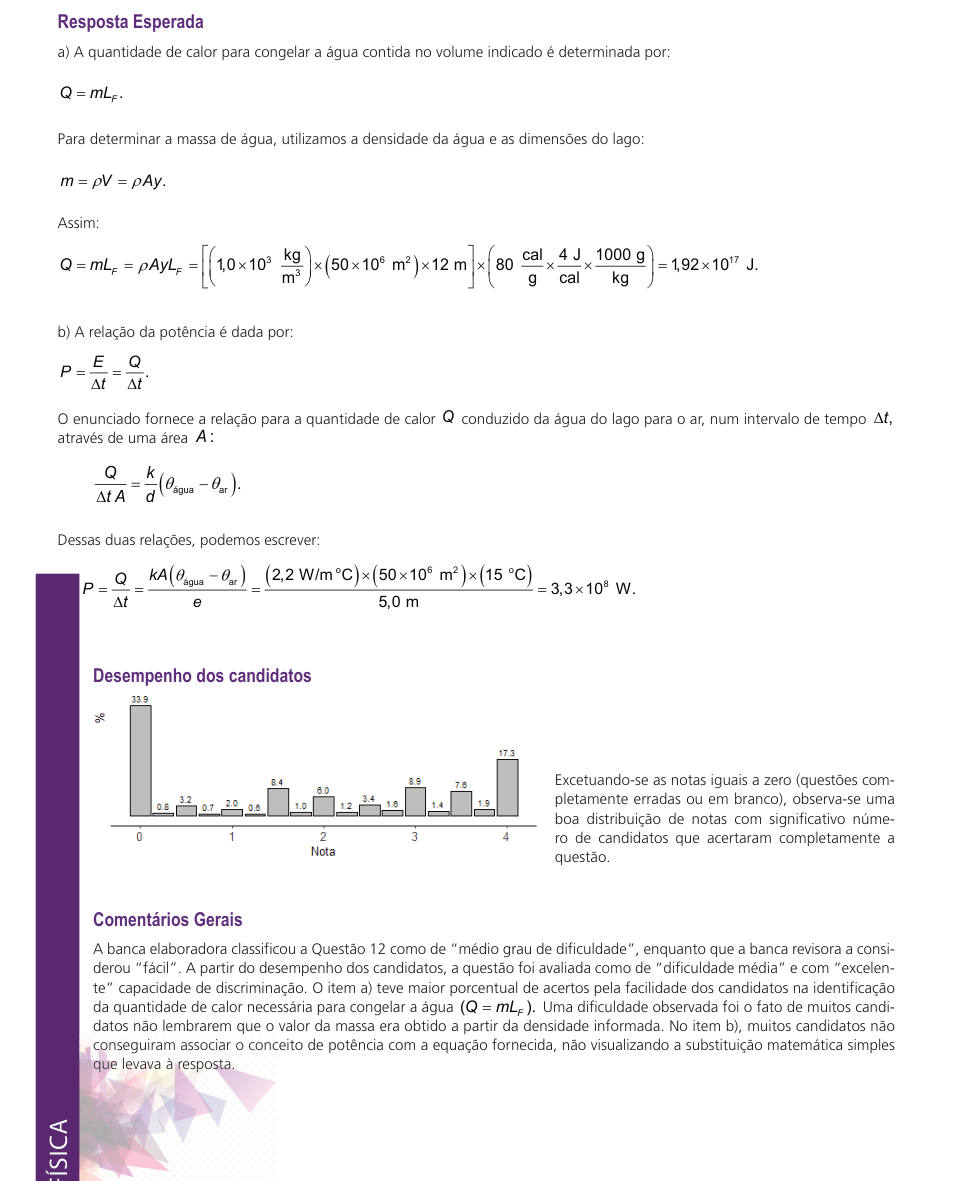 Resposta Esperada
a) A quantidade de calor para congelar a água contida no volume indicado é determinada por:
Q = mL_F .
Para determinar a massa de água, utilizamos a densidade da água e as dimensões do lago:
m = ρV = ρAy.
Assim:
Q = mL_F = ρAyL_F = [(1,0 × 10³ kg/m³) × (50 × 10⁶ m²) × 12 m] × (80 cal/g × 4 J/cal × 1000 g/kg) = 1,92 × 10¹⁷ J.
b) A relação da potência é dada por:
P = E/Δt = Q/Δt.
O enunciado fornece a relação para a quantidade de calor Q conduzido da água do lago para o ar, num intervalo de tempo Δt,
através de uma área A :
Q/(Δt A) = k/d (θ_água − θ_ar).
Dessas duas relações, podemos escrever:
P = Q/Δt = kA(θ_água − θ_ar)/e = (2,2 W/m °C) × (50 × 10⁶ m²) × (15 °C)/5,0 m = 3,3 × 10⁸ W.
Desempenho dos candidatos
%
33.9 0.8 3.2 0.7 2.0 0.6 8.4 1.0 6.0 1.2 3.4 1.6 8.9 1.4 7.6 1.9 17.3
0 1 2 3 4
Nota
Excetuando-se as notas iguais a zero (questões com-
pletamente erradas ou em branco), observa-se uma
boa distribuição de notas com significativo núme-
ro de candidatos que acertaram completamente a
questão.
Comentários Gerais
A banca elaboradora classificou a Questão 12 como de “médio grau de dificuldade”, enquanto que a banca revisora a consi-
derou “fácil”. A partir do desempenho dos candidatos, a questão foi avaliada como de “dificuldade média” e com “excelen-
te” capacidade de discriminação. O item a) teve maior porcentual de acertos pela facilidade dos candidatos na identificação
da quantidade de calor necessária para congelar a água (Q = mL_F ). Uma dificuldade observada foi o fato de muitos candi-
datos não lembrarem que o valor da massa era obtido a partir da densidade informada. No item b), muitos candidatos não
conseguiram associar o conceito de potência com a equação fornecida, não visualizando a substituição matemática simples
que levava à resposta.
FÍSICA